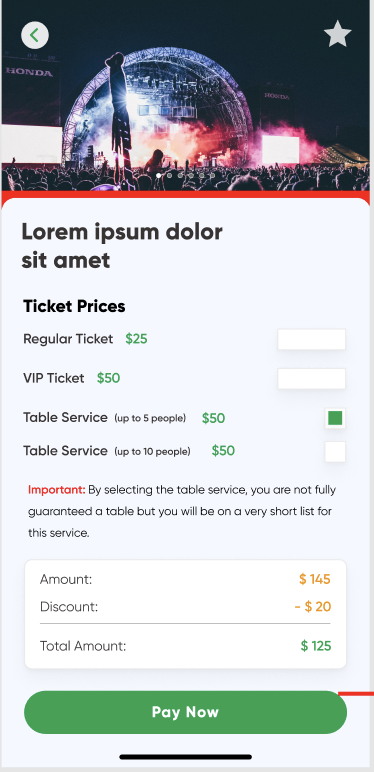 HONDA
HONDA
Lorem ipsum dolor
sit amet
Ticket Prices
Regular Ticket $25
VIP Ticket $50
Table Service (up to 5 people) $50
Table Service (up to 10 people) $50
Important: By selecting the table service, you are not fully
guaranteed a table but you will be on a very short list for
this service.
Amount: $ 145
Discount: - $ 20
Total Amount: $ 125
Pay Now